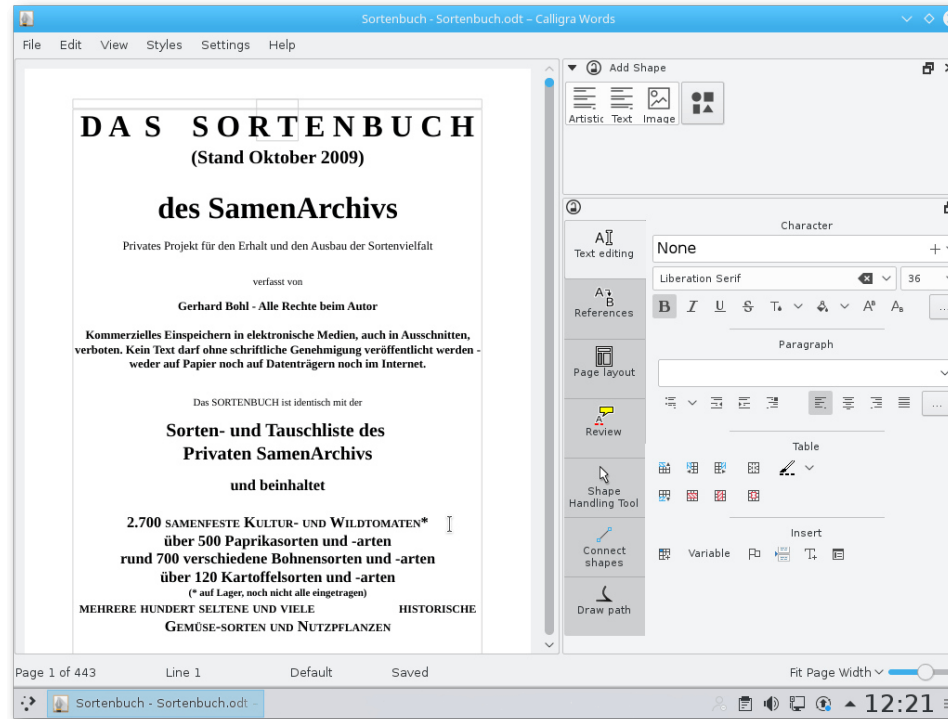 Sortenbuch - Sortenbuch.odt – Calligra Words
File Edit View Styles Settings Help
DAS SORTENBUCH
(Stand Oktober 2009)
des SamenArchivs
Privates Projekt für den Erhalt und den Ausbau der Sortenvielfalt
verfasst von
Gerhard Bohl - Alle Rechte beim Autor
Kommerzielles Einspeichern in elektronische Medien, auch in Ausschnitten,
verboten. Kein Text darf ohne schriftliche Genehmigung veröffentlicht werden -
weder auf Papier noch auf Datenträgern noch im Internet.
Das SORTENBUCH ist identisch mit der
Sorten- und Tauschliste des
Privaten SamenArchivs
und beinhaltet
2.700 SAMENFESTE KULTUR- UND WILDTOMATEN*
über 500 Paprikasorten und -arten
rund 700 verschiedene Bohnensorten und -arten
über 120 Kartoffelsorten und -arten
(* auf Lager, noch nicht alle eingetragen)
MEHRERE HUNDERT SELTENE UND VIELE HISTORISCHE
GEMÜSE-SORTEN UND NUTZPFLANZEN
Add Shape
Artistic Text Image
Text editing
References
Page layout
Review
Shape
Handling Tool
Connect
shapes
Draw path
Character
None
Liberation Serif 36
B I U S
Paragraph
Table
Insert
Variable
Page 1 of 443 Line 1 Default Saved Fit Page Width
Sortenbuch - Sortenbuch.odt - 12:21